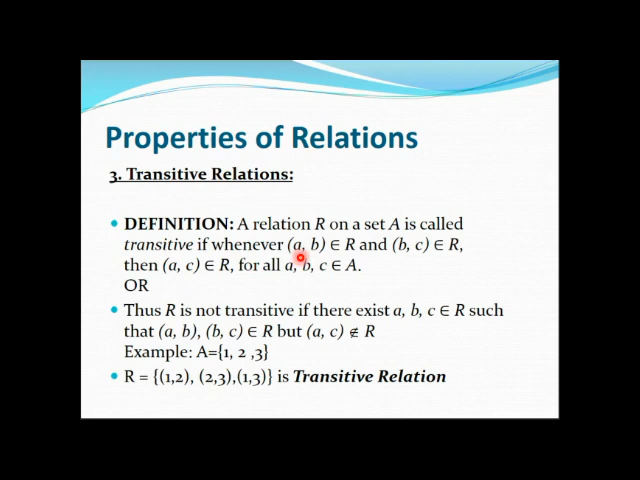 Properties of Relations
3. Transitive Relations:
• DEFINITION: A relation R on a set A is called
transitive if whenever (a, b) ∈ R and (b, c) ∈ R,
then (a, c) ∈ R, for all a, b, c ∈ A.
OR
• Thus R is not transitive if there exist a, b, c ∈ R such
that (a, b), (b, c) ∈ R but (a, c) ∉ R
Example: A={1, 2 ,3}
• R = {(1,2), (2,3),(1,3)} is Transitive Relation